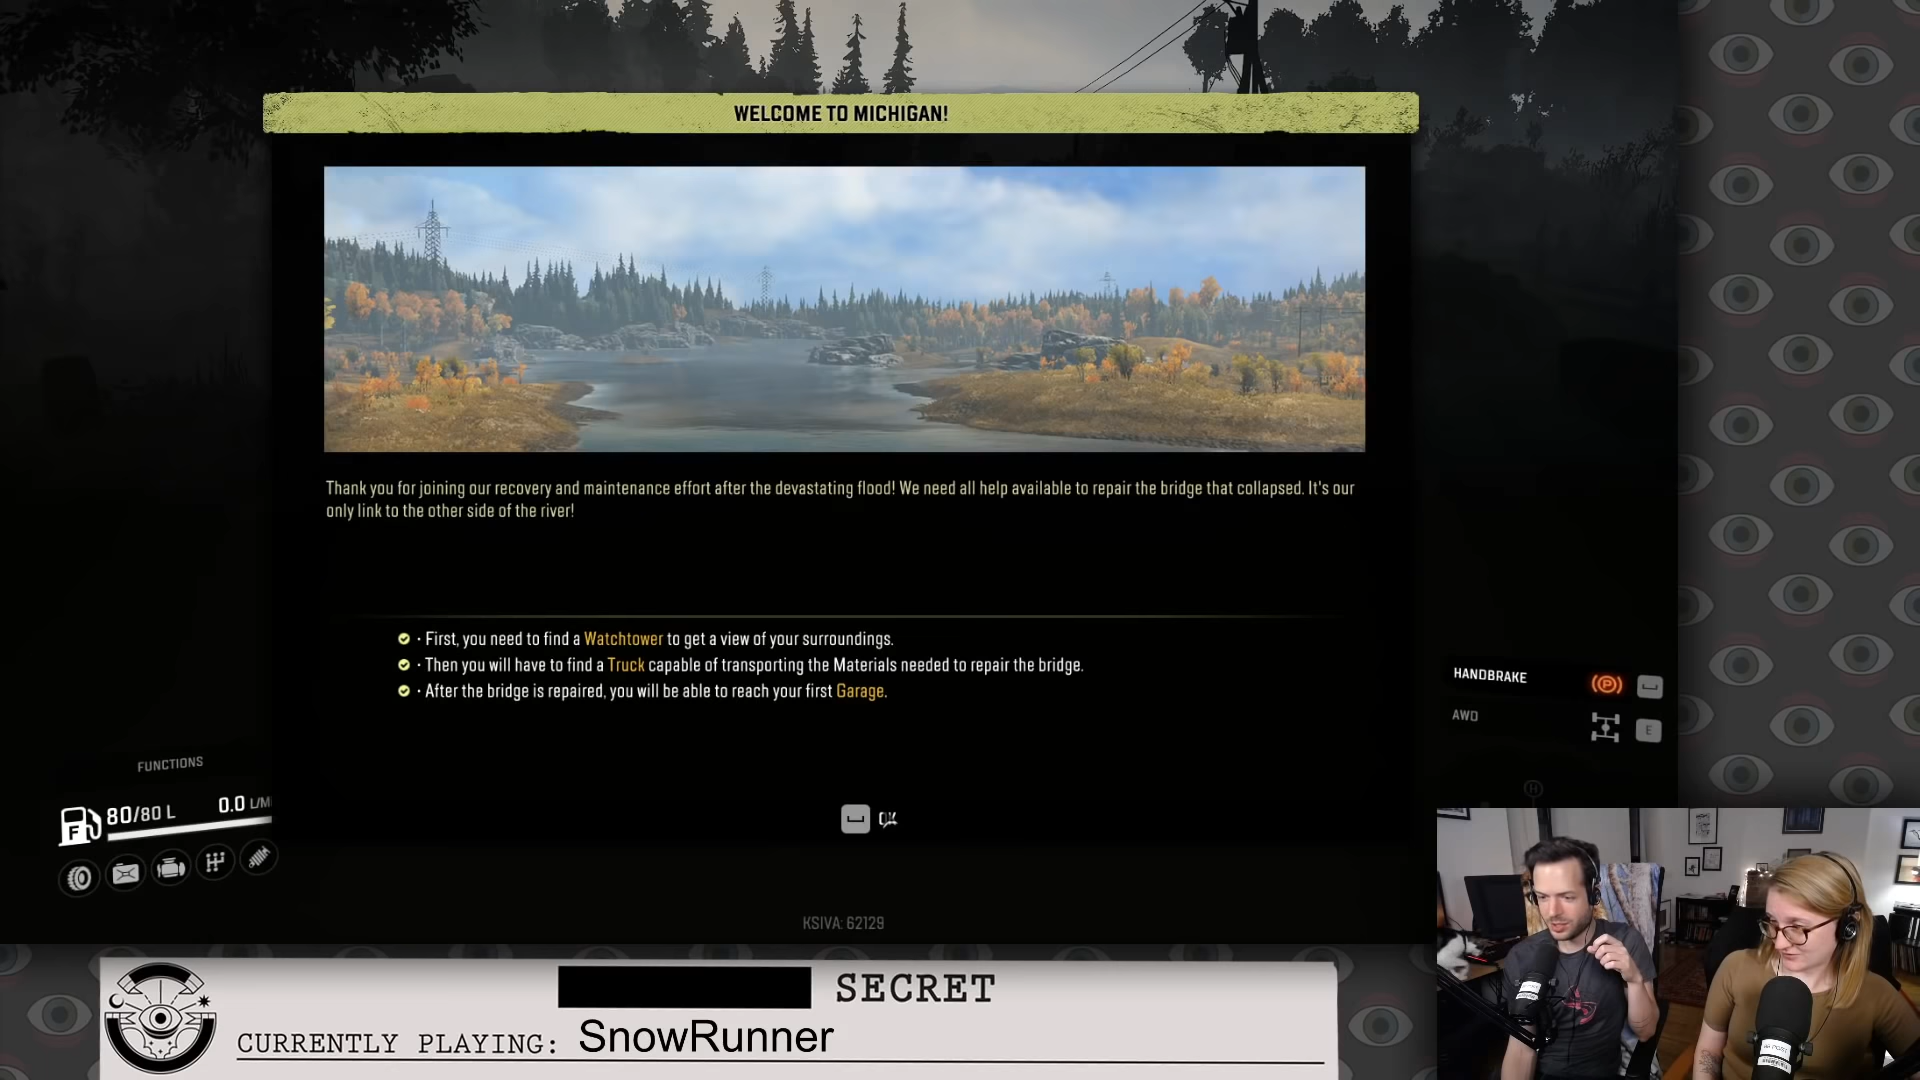 WELCOME TO MICHIGAN!
Thank you for joining our recovery and maintenance effort after the devastating flood! We need all help available to repair the bridge that collapsed. It's our
only link to the other side of the river!
· First, you need to find a Watchtower to get a view of your surroundings.
· Then you will have to find a Truck capable of transporting the Materials needed to repair the bridge.
· After the bridge is repaired, you will be able to reach your first Garage.
HANDBRAKE
AWD
E
FUNCTIONS
F
80/80 L
0.0 L/M
H
OK
KSIVA: 62129
SECRET
CURRENTLY PLAYING: SnowRunner